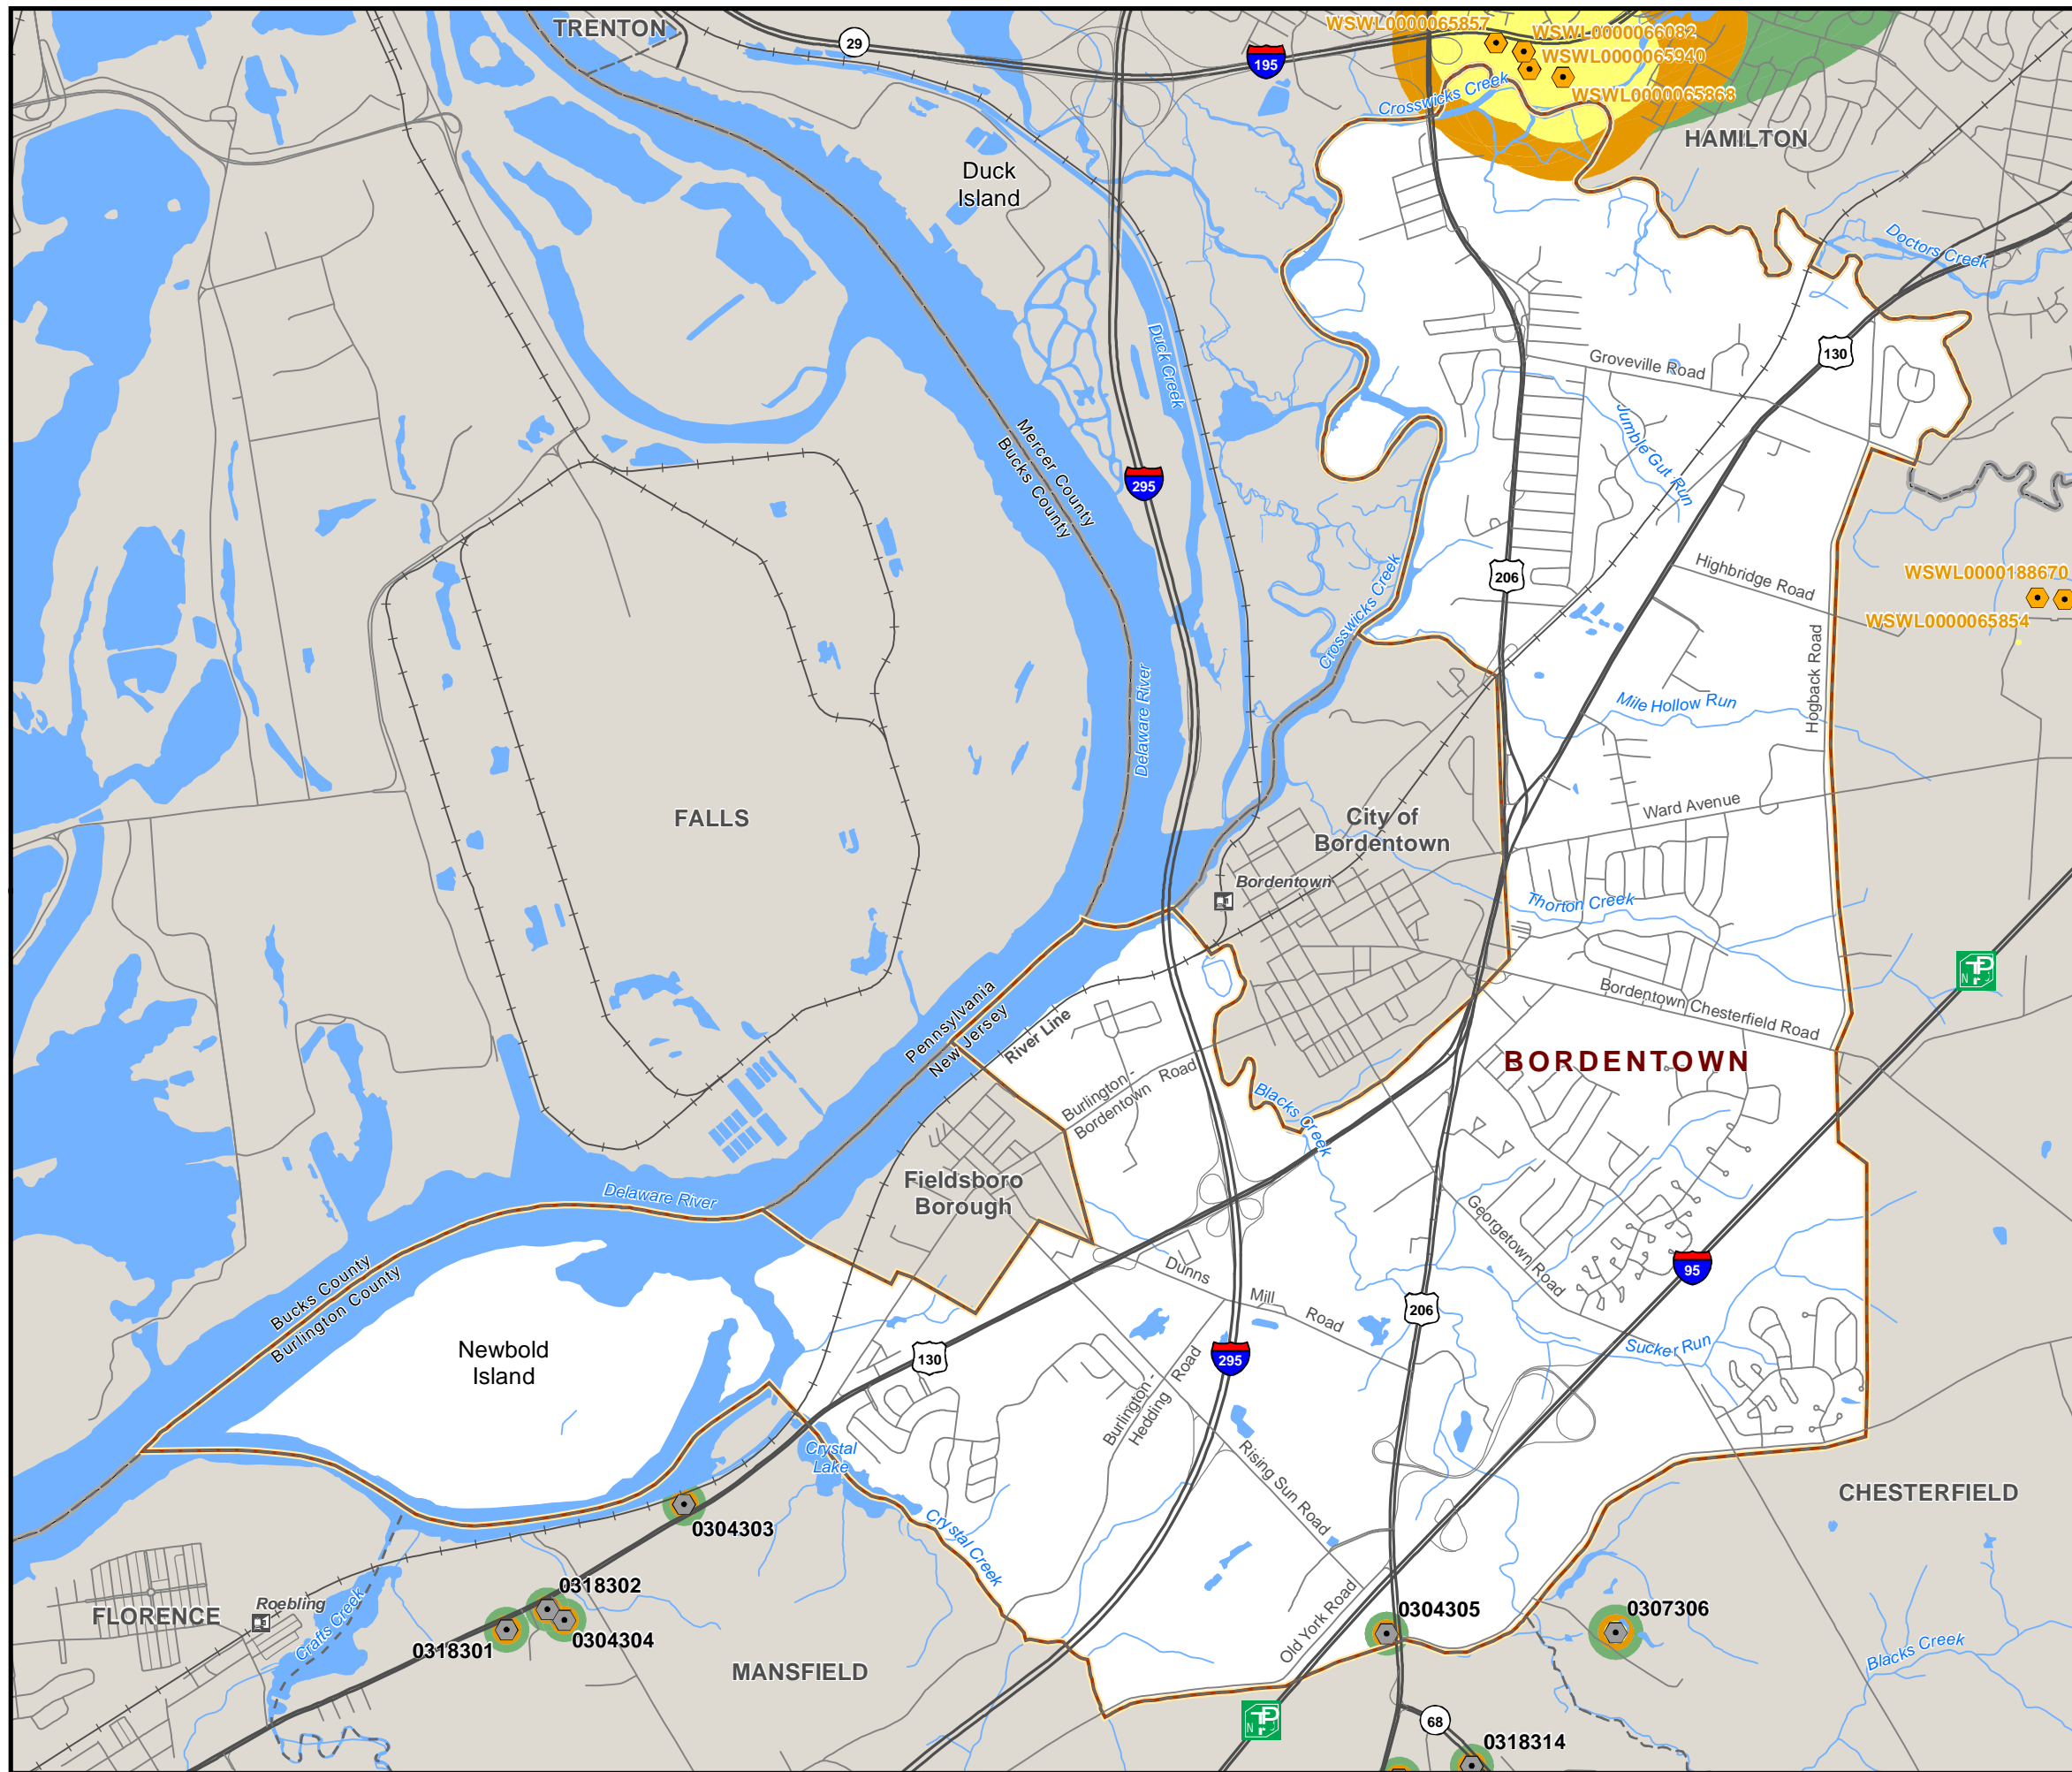 TRENTON
29
195
WSWL0000065857
WSWL0000066082
WSWL0000065940
WSWL0000065868
Crosswicks Creek
HAMILTON
Duck
Island
Doctors Creek
Duck Creek
130
Groveville Road
Jumble Gut Run
Mercer County
Bucks County
295
206
Highbridge Road
WSWL0000188670
WSWL0000065854
Crosswicks Creek
Hogback Road
Delaware River
Mile Hollow Run
FALLS
City of
Bordentown
Ward Avenue
Bordentown
Thorton Creek
NJ
TP
Bordentown Chesterfield Road
Pennsylvania
New Jersey
River Line
BORDENTOWN
Burlington -
Bordentown Road
Blacks Creek
Fieldsboro
Borough
Delaware River
Georgetown Road
Dunns Mill Road
95
206
Bucks County
Burlington County
Newbold
Island
130
295
Sucker Run
Burlington -
Hedding Road
Rising Sun Road
Crystal
Lake
CHESTERFIELD
0304303
Crystal Creek
0318302
Roebling
FLORENCE
Crafts Creek
0318301
0304304
MANSFIELD
Old York Road
0304305
0307306
Blacks Creek
NJ
TP
68
0318314